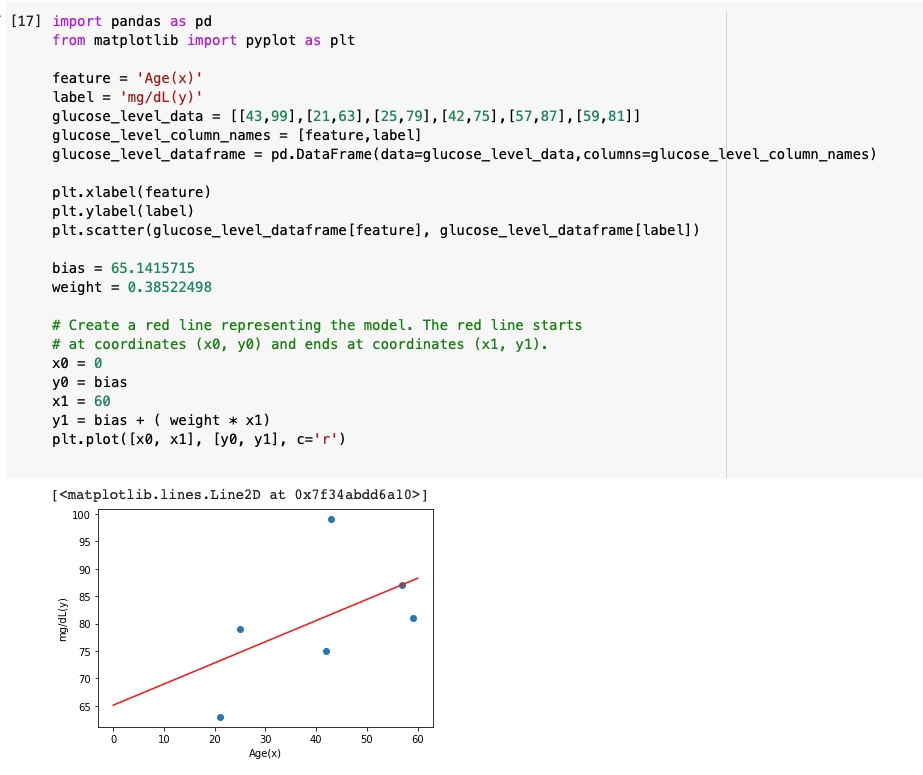 [17] import pandas as pd
from matplotlib import pyplot as plt
feature = 'Age(x)'
label = 'mg/dL(y)'
glucose_level_data = [[43,99],[21,63],[25,79],[42,75],[57,87],[59,81]]
glucose_level_column_names = [feature,label]
glucose_level_dataframe = pd.DataFrame(data=glucose_level_data,columns=glucose_level_column_names)
plt.xlabel(feature)
plt.ylabel(label)
plt.scatter(glucose_level_dataframe[feature], glucose_level_dataframe[label])
bias = 65.1415715
weight = 0.38522498
# Create a red line representing the model. The red line starts
# at coordinates (x0, y0) and ends at coordinates (x1, y1).
x0 = 0
y0 = bias
x1 = 60
y1 = bias + ( weight * x1)
plt.plot([x0, x1], [y0, y1], c='r')
[<matplotlib.lines.Line2D at 0x7f34abdd6a10>]
100
95
90
85
80
75
70
65
mg/dL(y)
0 10 20 30 40 50 60
Age(x)